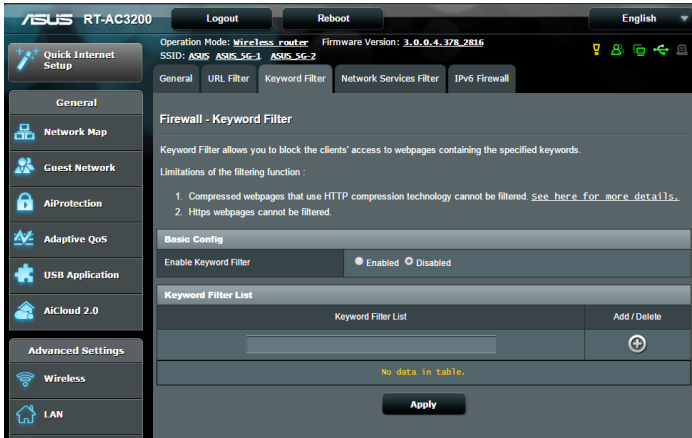 ASUS RT-AC3200 Logout Reboot English
Operation Mode: Wireless router Firmware Version: 3.0.0.4.378_2816
SSID: ASUS ASUS_5G-1 ASUS_5G-2
Quick Internet
Setup
General
Network Map
Guest Network
AiProtection
Adaptive QoS
USB Application
AiCloud 2.0
Advanced Settings
Wireless
LAN
General URL Filter Keyword Filter Network Services Filter IPv6 Firewall
Firewall - Keyword Filter
Keyword Filter allows you to block the clients' access to webpages containing the specified keywords.
Limitations of the filtering function :
1. Compressed webpages that use HTTP compression technology cannot be filtered. see here for more details.
2. Https webpages cannot be filtered.
Basic Config
Enable Keyword Filter Enabled Disabled
Keyword Filter List
Keyword Filter List Add / Delete
No data in table.
Apply